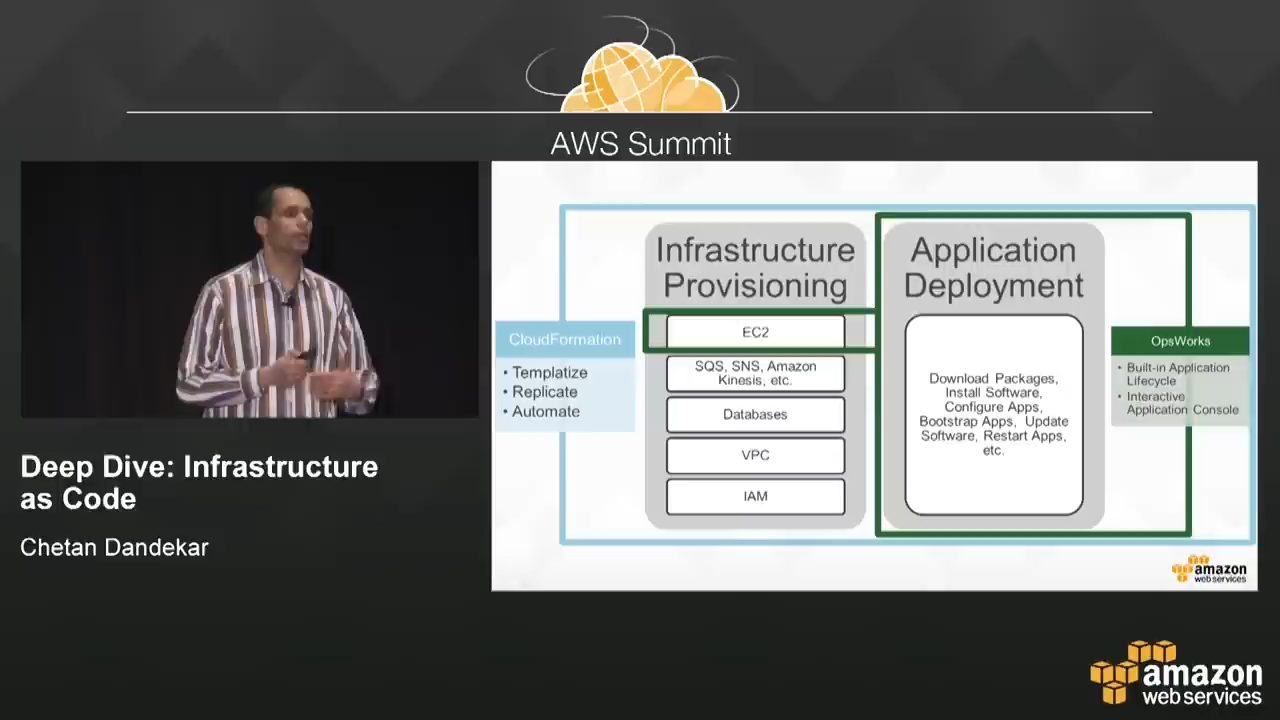 AWS Summit
Infrastructure
Provisioning
Application
Deployment
CloudFormation
• Templatize
• Replicate
• Automate
EC2
SQS, SNS, Amazon
Kinesis, etc.
Databases
VPC
IAM
Download Packages,
Install Software,
Configure Apps,
Bootstrap Apps, Update
Software, Restart Apps,
etc.
OpsWorks
• Built-in Application
Lifecycle
• Interactive
Application Console
amazon
web services
Deep Dive: Infrastructure
as Code
Chetan Dandekar
amazon
web services